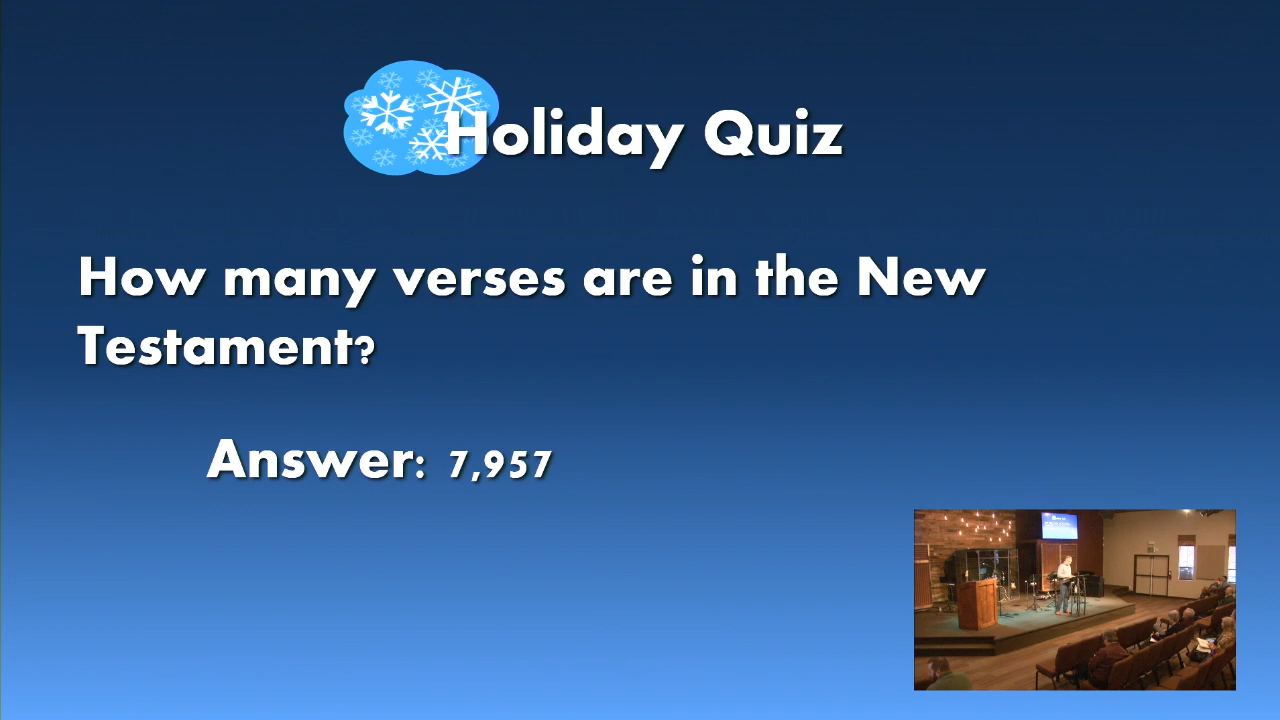 Holiday Quiz
How many verses are in the New
Testament?
Answer: 7,957